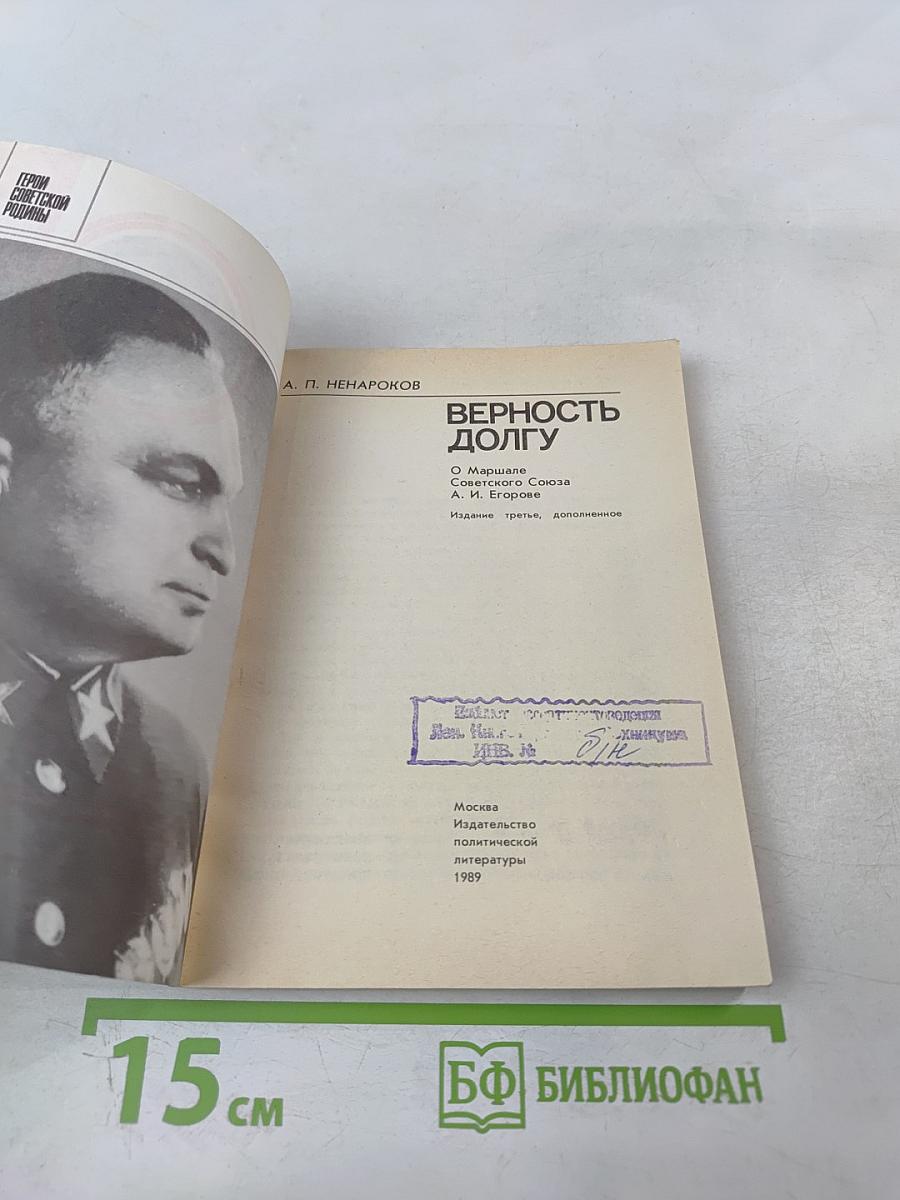 ГЕРОИ
СОВЕТСКОЙ
РОДИНЫ
А. П. НЕНАРОКОВ
ВЕРНОСТЬ
ДОЛГУ
О Маршале
Советского Союза
А. И. Егорове
Издание третье, дополненное
ИНВ. № б/н
Москва
Издательство
политической
литературы
1989
15 см
БФ БИБЛИОФАН